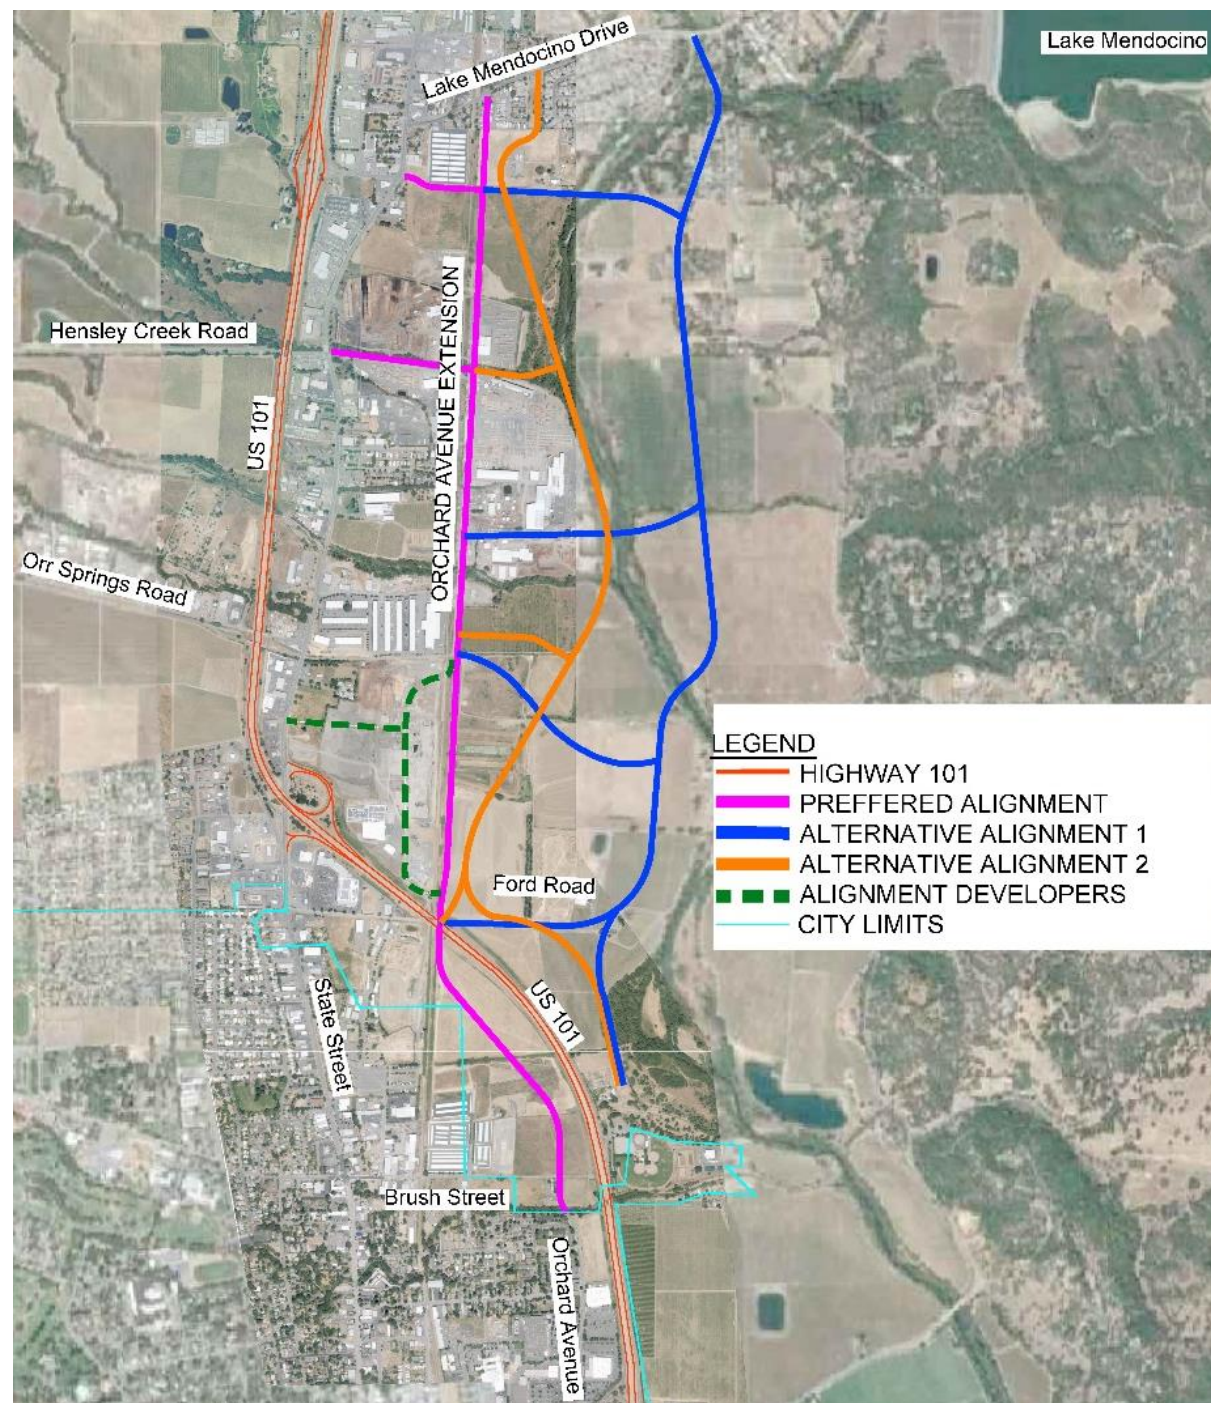 Lake Mendocino Drive
Lake Mendocino
ORCHARD AVENUE EXTENSION
Hensley Creek Road
US 101
Orr Springs Road
LEGEND
HIGHWAY 101
PREFFERED ALIGNMENT
ALTERNATIVE ALIGNMENT 1
ALTERNATIVE ALIGNMENT 2
ALIGNMENT DEVELOPERS
CITY LIMITS
Ford Road
State Street
US 101
Brush Street
Orchard Avenue